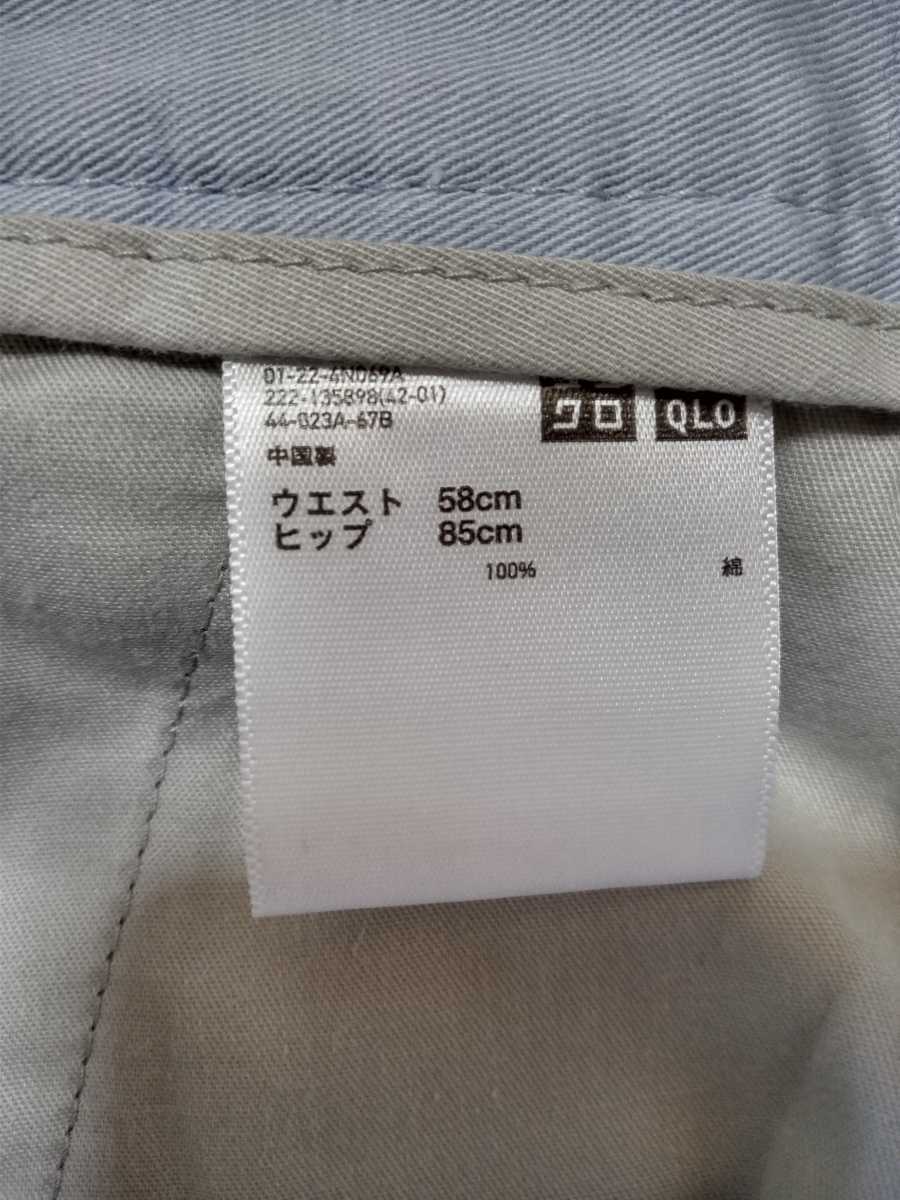 01-22-4N069A
222-135898(42-01)
44-023A-67B
クロ QLO
中国製
ウエスト 58cm
ヒップ 85cm
100% 綿